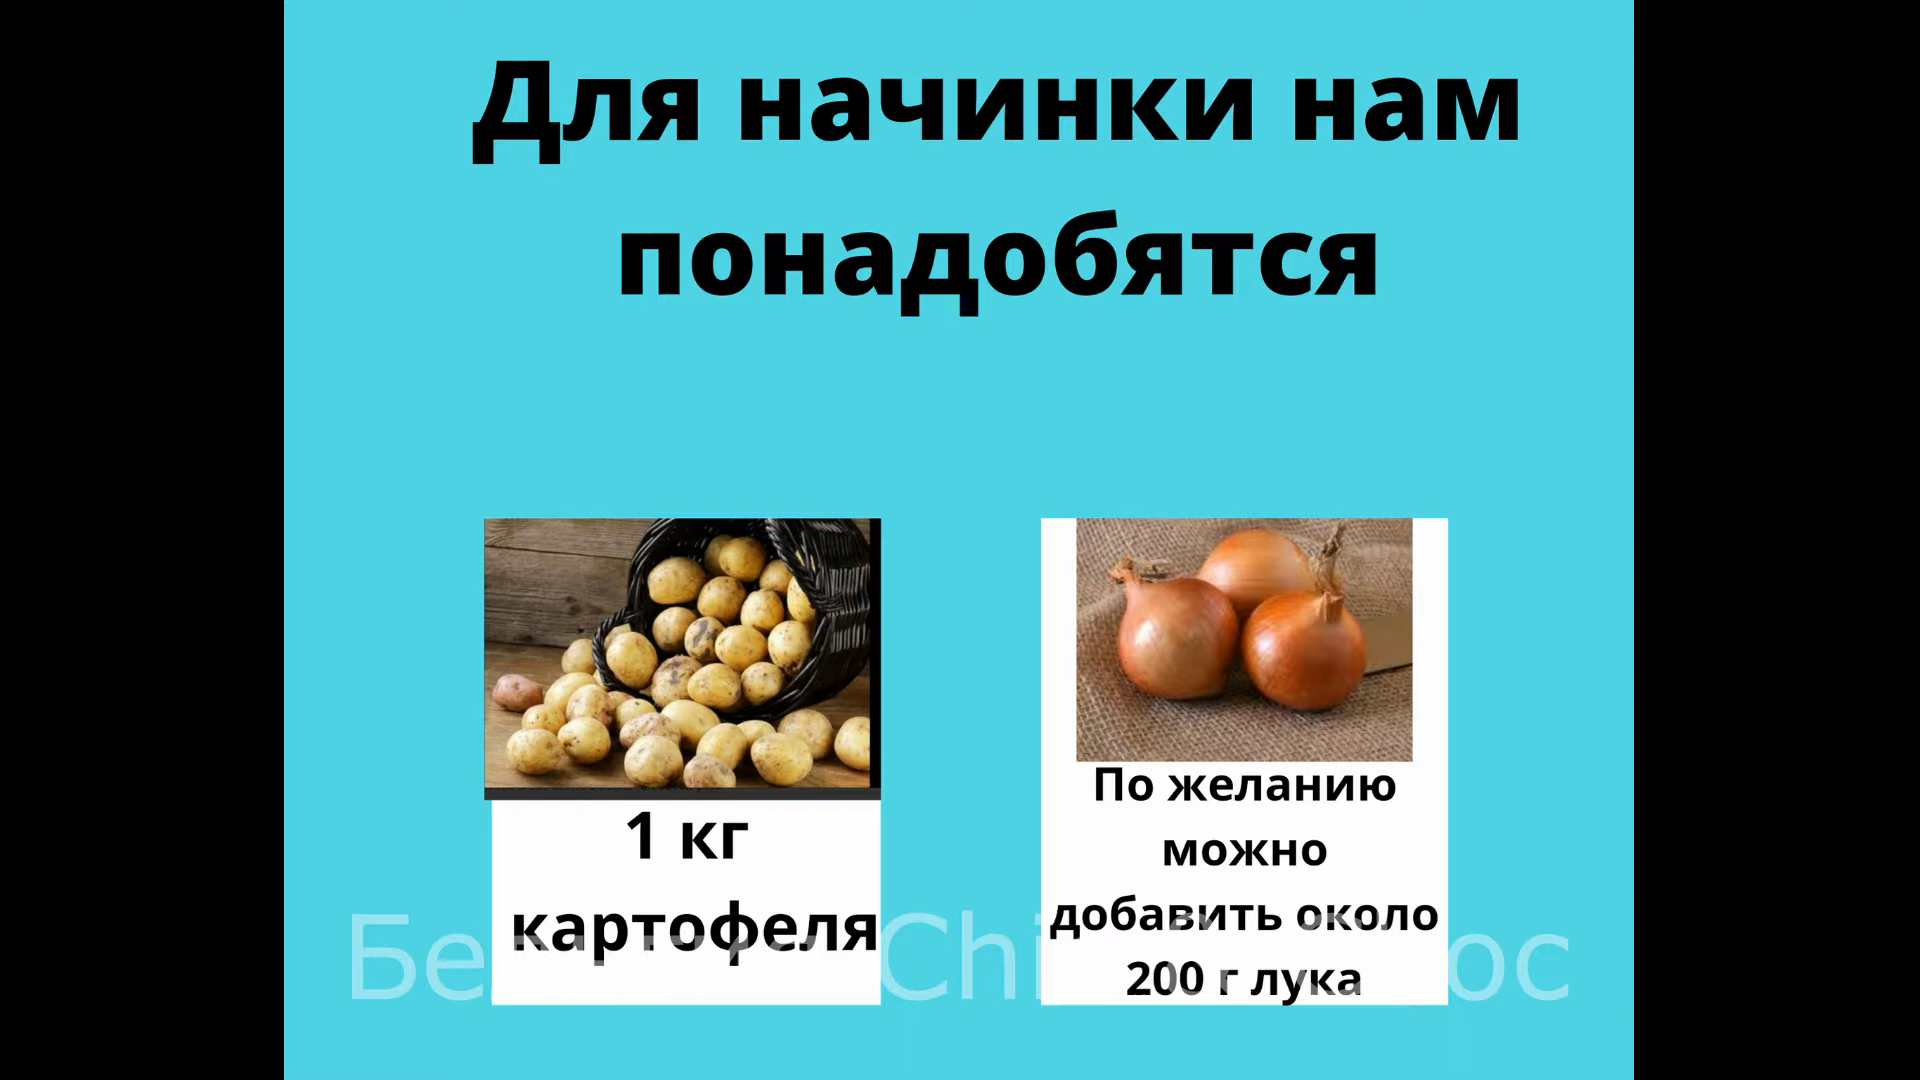 Для начинки нам
понадобятся
1 кг
картофеля
По желанию
можно
добавить около
200 г лука